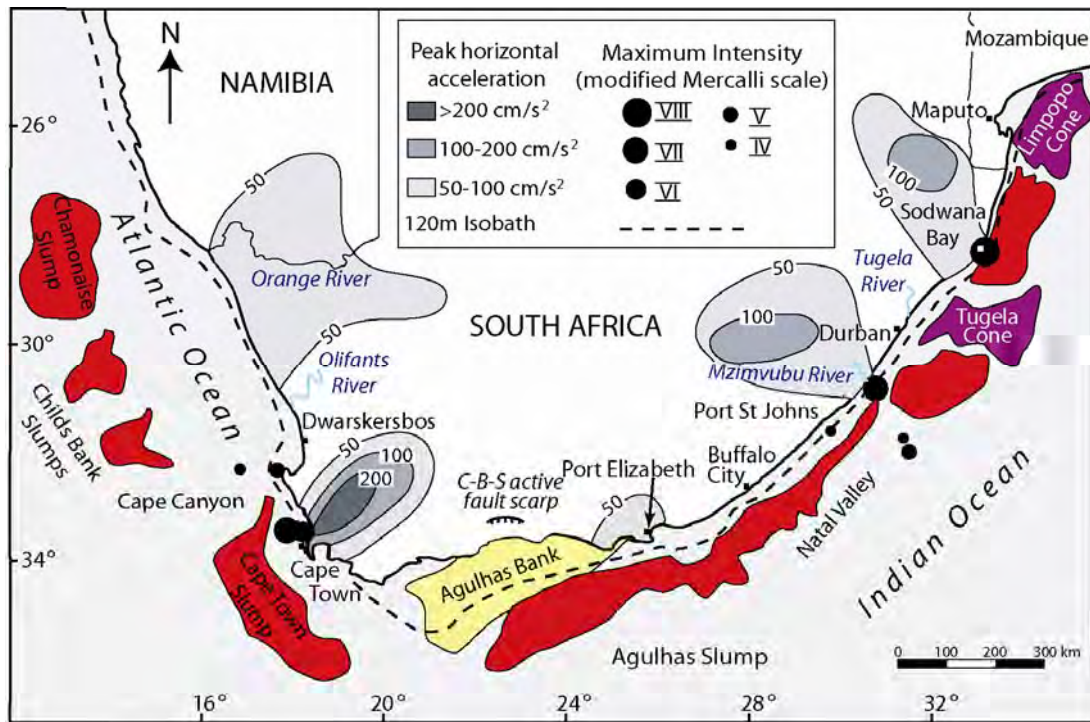 N
NAMIBIA
Peak horizontal
acceleration
>200 cm/s²
100-200 cm/s²
50-100 cm/s²
120m Isobath
Maximum Intensity
(modified Mercalli scale)
VIII
VII
VI
V
IV
Mozambique
Maputo
Limpopo
Cone
26°
30°
34°
50
100
50
Sodwana
Bay
Chamonaise
Slump
Atlantic Ocean
50
Orange River
50
Tugela
River
50
100
SOUTH AFRICA
Durban
Tugela
Cone
Olifants
River
Mzimvubu River
Childs Bank
Slumps
Dwarskersbos
Port St Johns
50
100
200
C-B-S active
fault scarp
Port Elizabeth
Buffalo
City
50
Cape Canyon
Natal Valley
Indian Ocean
Cape
Town
Cape Town
Slump
Agulhas Bank
Agulhas Slump
0 100 200 300 km
16°
20°
24°
28°
32°